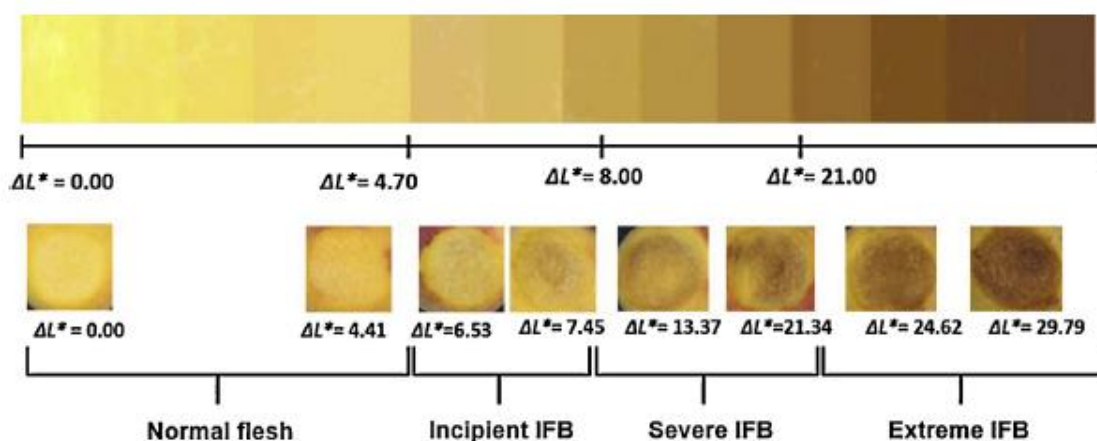 ΔL* = 0.00 ΔL* = 4.70 ΔL* = 8.00 ΔL* = 21.00
ΔL* = 0.00 ΔL* = 4.41 ΔL*=6.53 ΔL* = 7.45 ΔL* = 13.37 ΔL*=21.34 ΔL* = 24.62 ΔL* = 29.79
Normal flesh Incipient IFB Severe IFB Extreme IFB